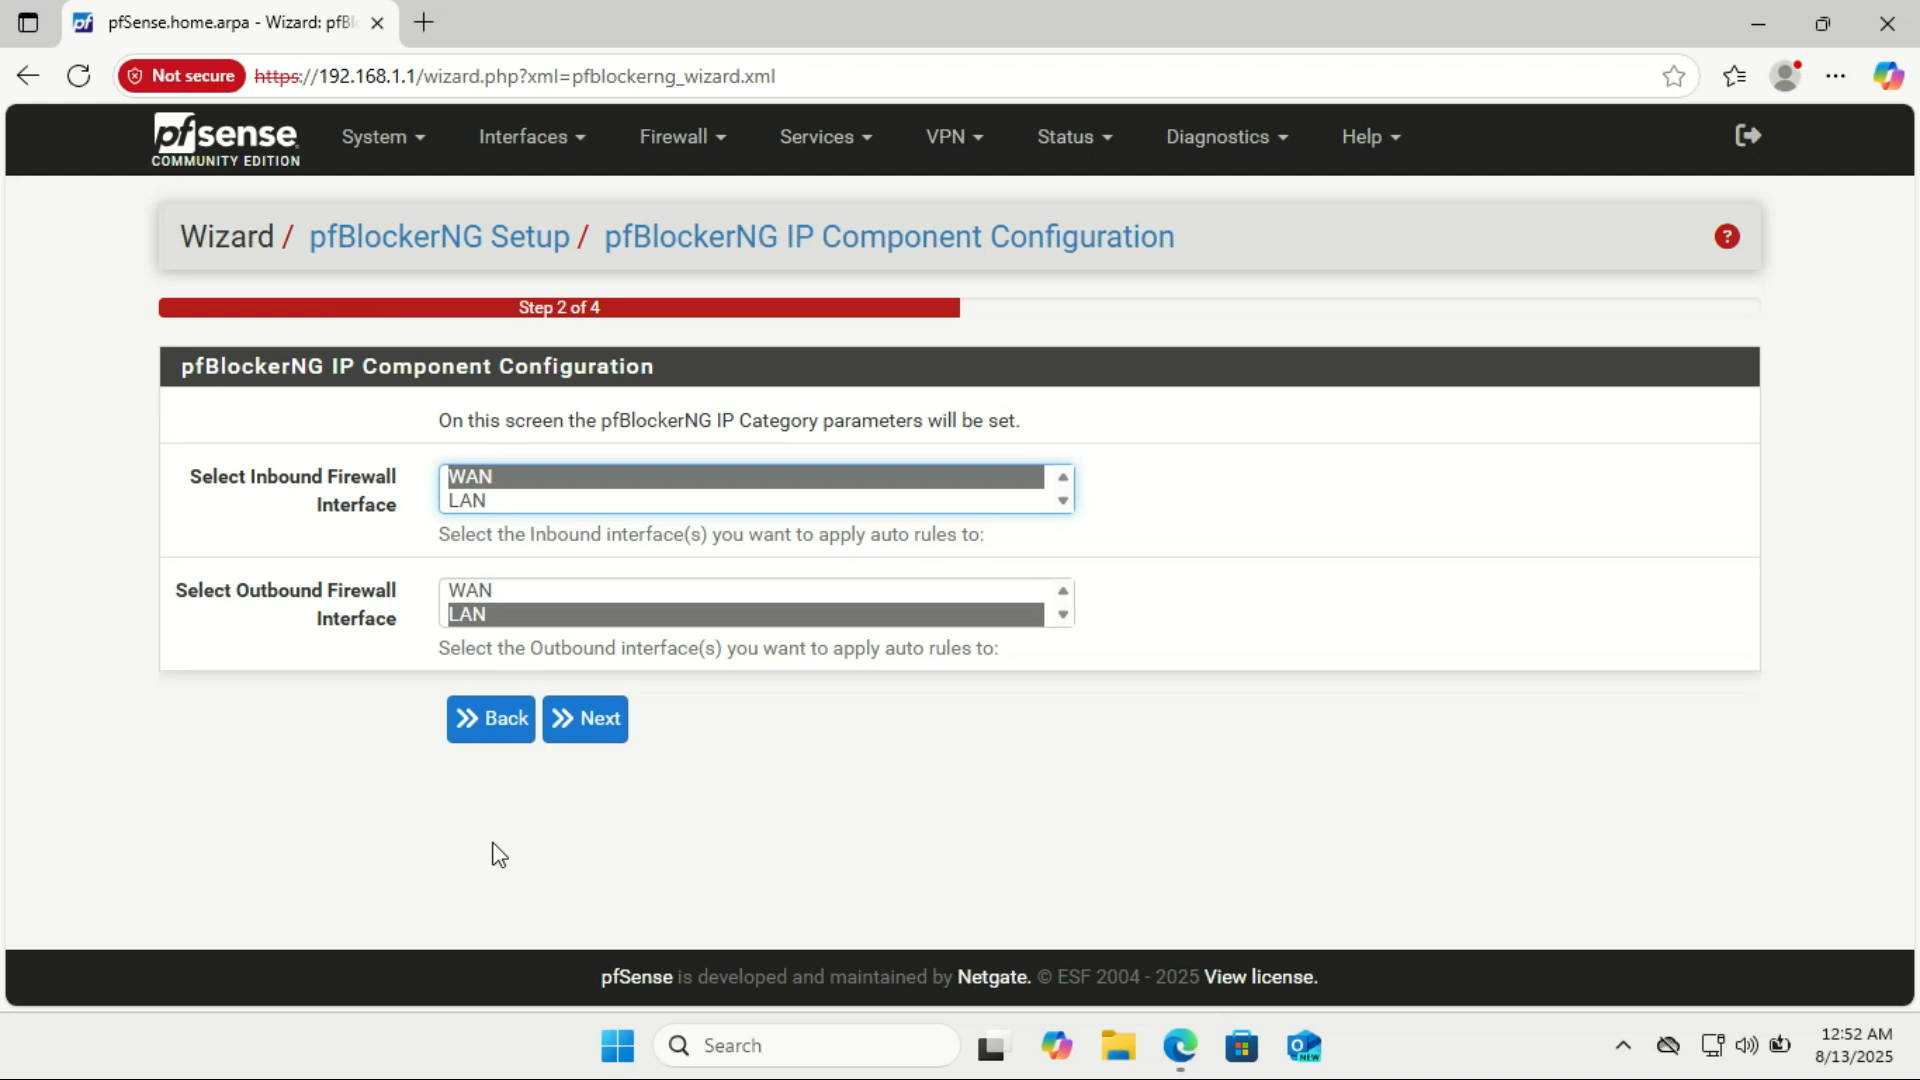 pfSense.home.arpa - Wizard: pfBl
Not secure https://192.168.1.1/wizard.php?xml=pfblockerng_wizard.xml
pfsense
COMMUNITY EDITION
System Interfaces Firewall Services VPN Status Diagnostics Help
Wizard / pfBlockerNG Setup / pfBlockerNG IP Component Configuration ?
Step 2 of 4
pfBlockerNG IP Component Configuration
On this screen the pfBlockerNG IP Category parameters will be set.
Select Inbound Firewall
Interface
WAN
LAN
Select the Inbound interface(s) you want to apply auto rules to:
Select Outbound Firewall
Interface
WAN
LAN
Select the Outbound interface(s) you want to apply auto rules to:
Back Next
pfSense is developed and maintained by Netgate. © ESF 2004 - 2025 View license.
Search
NEW
12:52 AM
8/13/2025